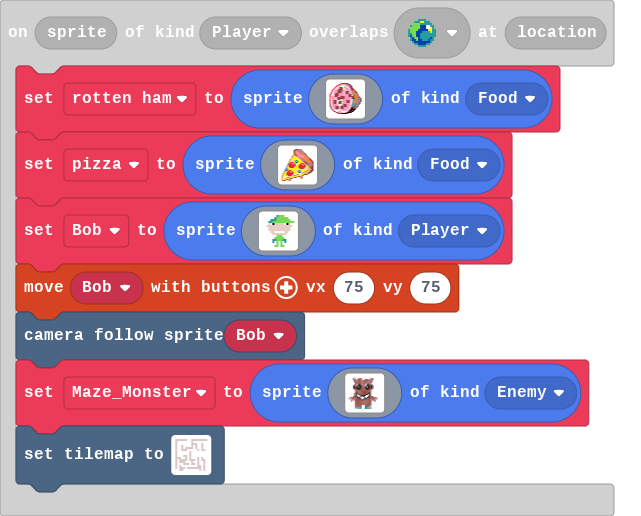 on sprite of kind Player overlaps at location
set rotten ham to sprite of kind Food
set pizza to sprite of kind Food
set Bob to sprite of kind Player
move Bob with buttons vx 75 vy 75
camera follow sprite Bob
set Maze_Monster to sprite of kind Enemy
set tilemap to